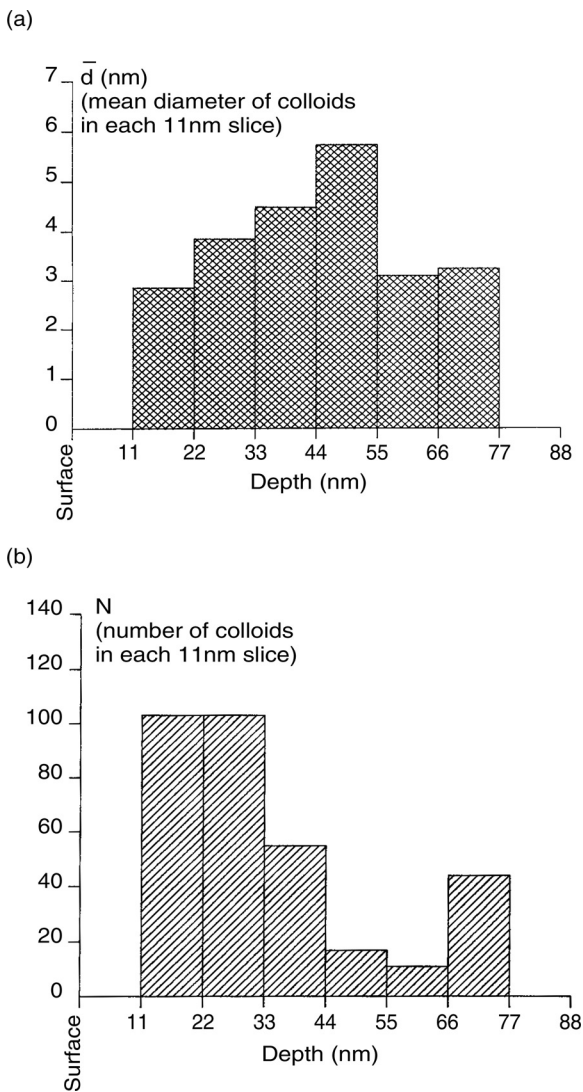 (a)
7
d̄ (nm)
(mean diameter of colloids
in each 11nm slice)
6
5
4
3
2
1
0
Surface
11 22 33 44 55 66 77 88
Depth (nm)
(b)
140
N
(number of colloids
in each 11nm slice)
120
100
80
60
40
20
0
Surface
11 22 33 44 55 66 77 88
Depth (nm)